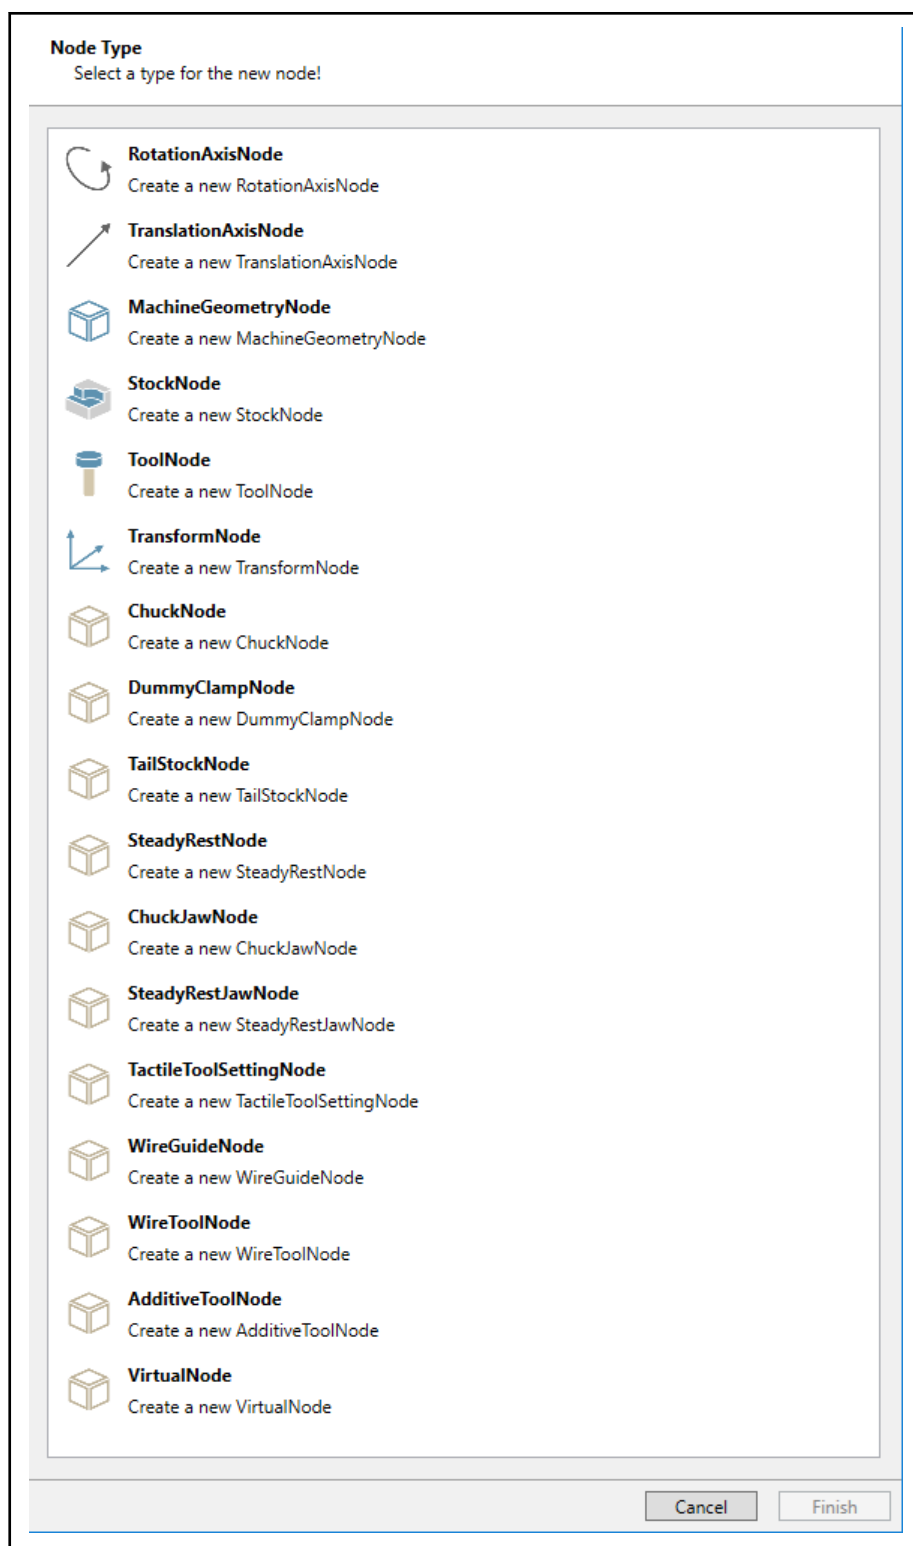 Node Type
Select a type for the new node!
RotationAxisNode
Create a new RotationAxisNode
TranslationAxisNode
Create a new TranslationAxisNode
MachineGeometryNode
Create a new MachineGeometryNode
StockNode
Create a new StockNode
ToolNode
Create a new ToolNode
TransformNode
Create a new TransformNode
ChuckNode
Create a new ChuckNode
DummyClampNode
Create a new DummyClampNode
TailStockNode
Create a new TailStockNode
SteadyRestNode
Create a new SteadyRestNode
ChuckJawNode
Create a new ChuckJawNode
SteadyRestJawNode
Create a new SteadyRestJawNode
TactileToolSettingNode
Create a new TactileToolSettingNode
WireGuideNode
Create a new WireGuideNode
WireToolNode
Create a new WireToolNode
AdditiveToolNode
Create a new AdditiveToolNode
VirtualNode
Create a new VirtualNode
Cancel
Finish